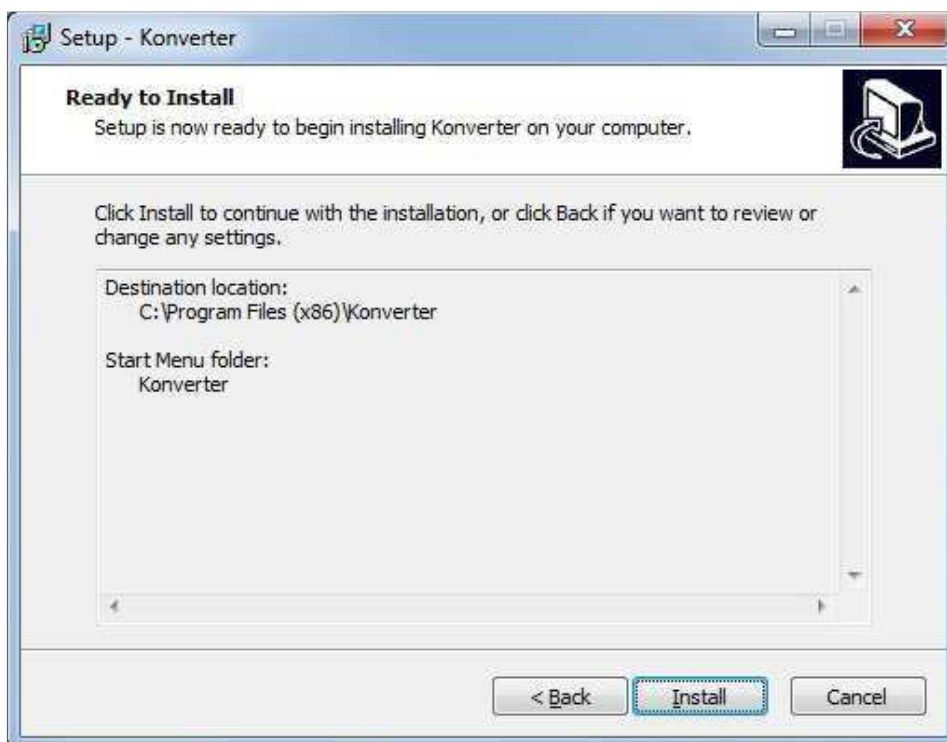 Setup - Konverter
Ready to Install
Setup is now ready to begin installing Konverter on your computer.
Click Install to continue with the installation, or click Back if you want to review or
change any settings.
Destination location:
C:\Program Files (x86)\Konverter
Start Menu folder:
Konverter
< Back
Install
Cancel